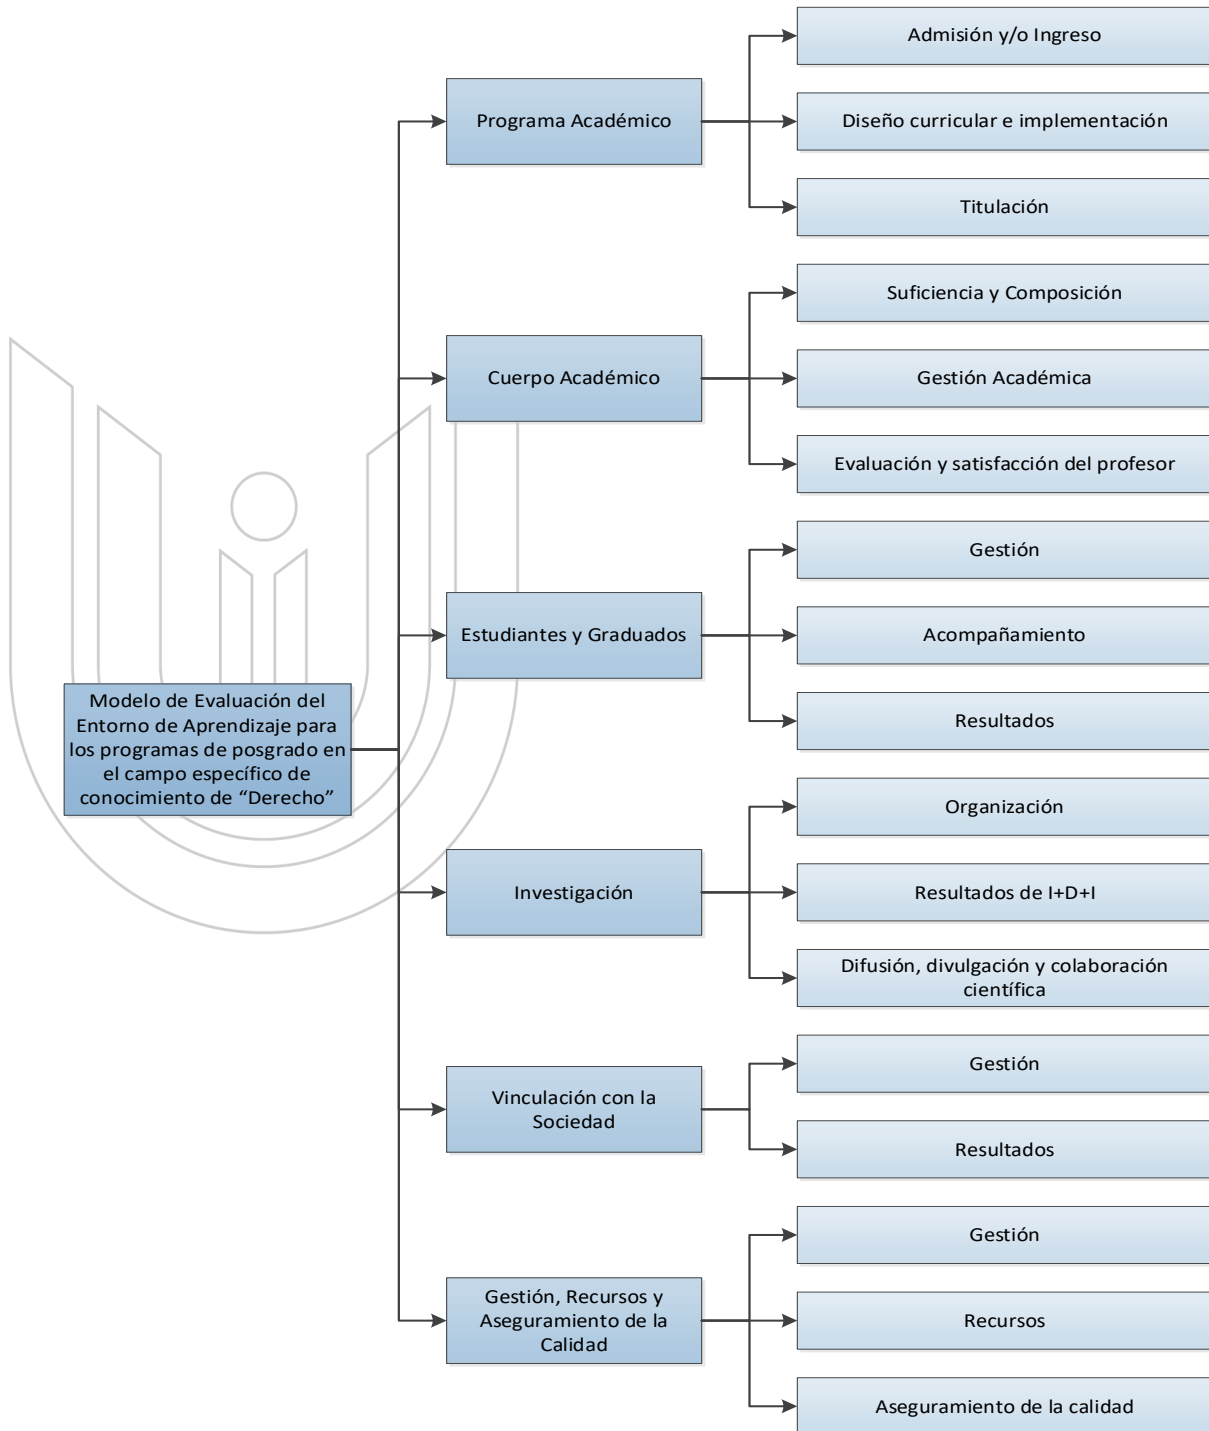 Modelo de Evaluación del
Entorno de Aprendizaje para
los programas de posgrado en
el campo específico de
conocimiento de “Derecho”
Programa Académico
Admisión y/o Ingreso
Diseño curricular e implementación
Titulación
Cuerpo Académico
Suficiencia y Composición
Gestión Académica
Evaluación y satisfacción del profesor
Estudiantes y Graduados
Gestión
Acompañamiento
Resultados
Investigación
Organización
Resultados de I+D+I
Difusión, divulgación y colaboración
científica
Vinculación con la
Sociedad
Gestión
Resultados
Gestión, Recursos y
Aseguramiento de la
Calidad
Gestión
Recursos
Aseguramiento de la calidad